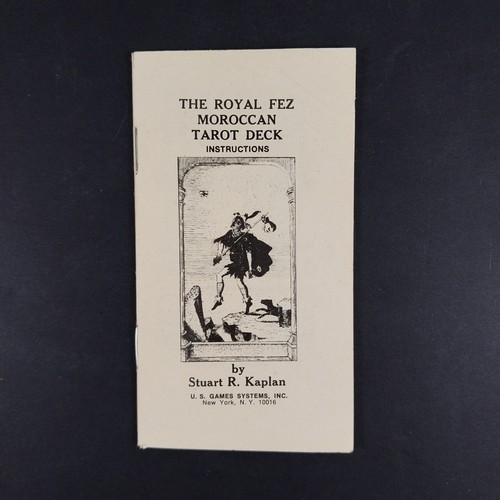 THE ROYAL FEZ
MOROCCAN
TAROT DECK
INSTRUCTIONS
by
Stuart R. Kaplan
U. S. GAMES SYSTEMS, INC.
New York, N. Y. 10016